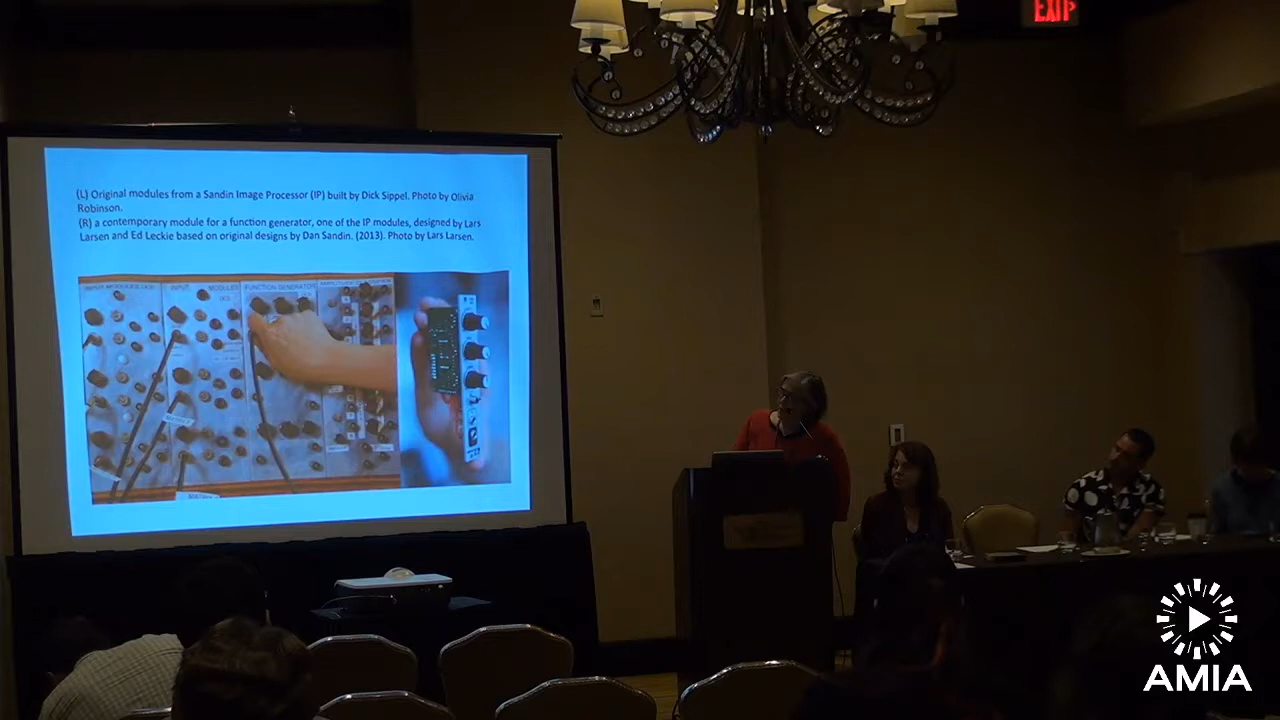 EXIT
(L) Original modules from a Sandin Image Processor (IP) built by Dick Sippel. Photo by Olivia
Robinson.
(R) a contemporary module for a function generator, one of the IP modules, designed by Lars
Larsen and Ed Leckie based on original designs by Dan Sandin. (2013). Photo by Lars Larsen.
INPUT MODULES
FUNCTION GENERATOR
AMIA